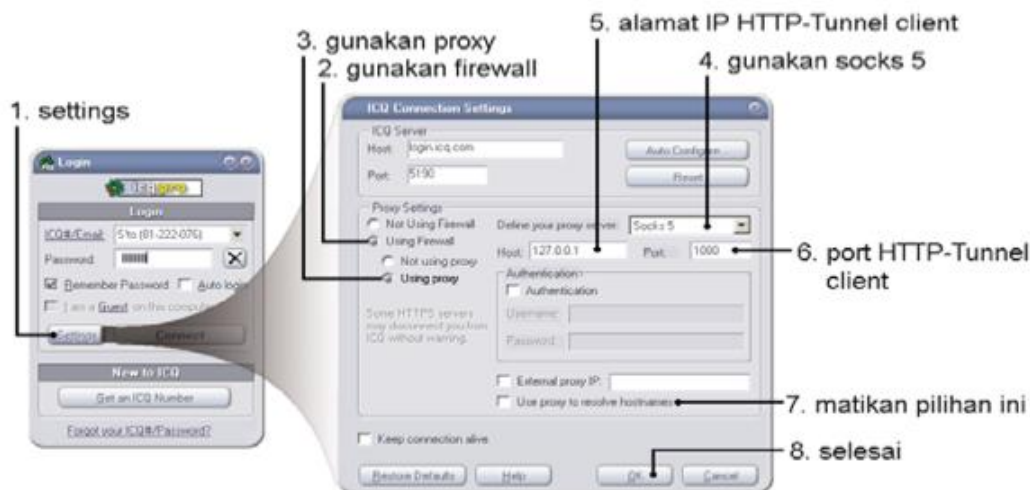 3. gunakan proxy
2. gunakan firewall
1. settings
5. alamat IP HTTP-Tunnel client
4. gunakan socks 5
Login
icq pro
Login
ICQ#/Email:
Password:
Remember Password
Auto login
I am a Guest on this computer
Settings
Connect
New to ICQ
Get an ICQ Number
Forgot your ICQ#/Password?
ICQ Connection Settings
ICQ Server
Host: login.icq.com
Auto Configure
Port: 5190
Reset
Proxy Settings
Not Using Firewall
Define your proxy server: Socks 5
Using Firewall
Host: 127.0.0.1
Port: 1080
Not using proxy
Using proxy
Authentication
Authentication
Some HTTPS servers
may disconnect you from
ICQ without warning.
Username:
Password:
External proxy IP:
Use proxy to resolve hostnames
Keep connection alive
Restore Defaults
Help
OK
Cancel
6. port HTTP-Tunnel
client
7. matikan pilihan ini
8. selesai